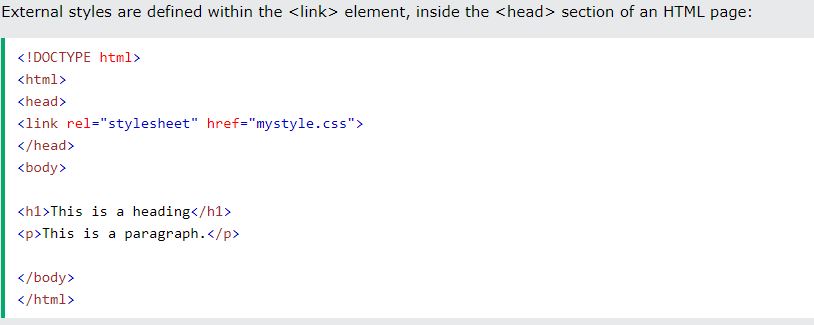 External styles are defined within the <link> element, inside the <head> section of an HTML page:
<!DOCTYPE html>
<html>
<head>
<link rel="stylesheet" href="mystyle.css">
</head>
<body>
<h1>This is a heading</h1>
<p>This is a paragraph.</p>
</body>
</html>